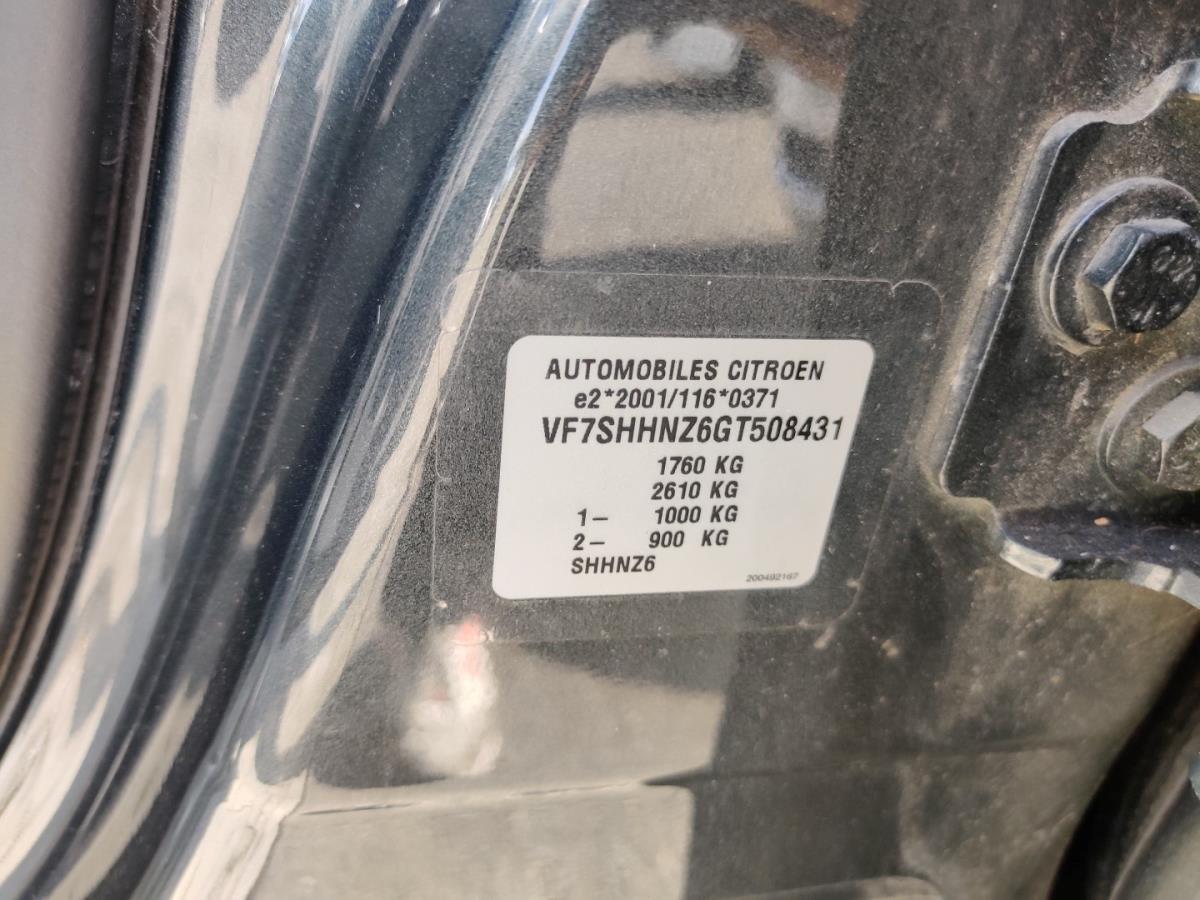 AUTOMOBILES CITROEN
e2*2001/116*0371
VF7SHHNZ6GT508431
1760 KG
2610 KG
1– 1000 KG
2– 900 KG
SHHNZ6
200492167